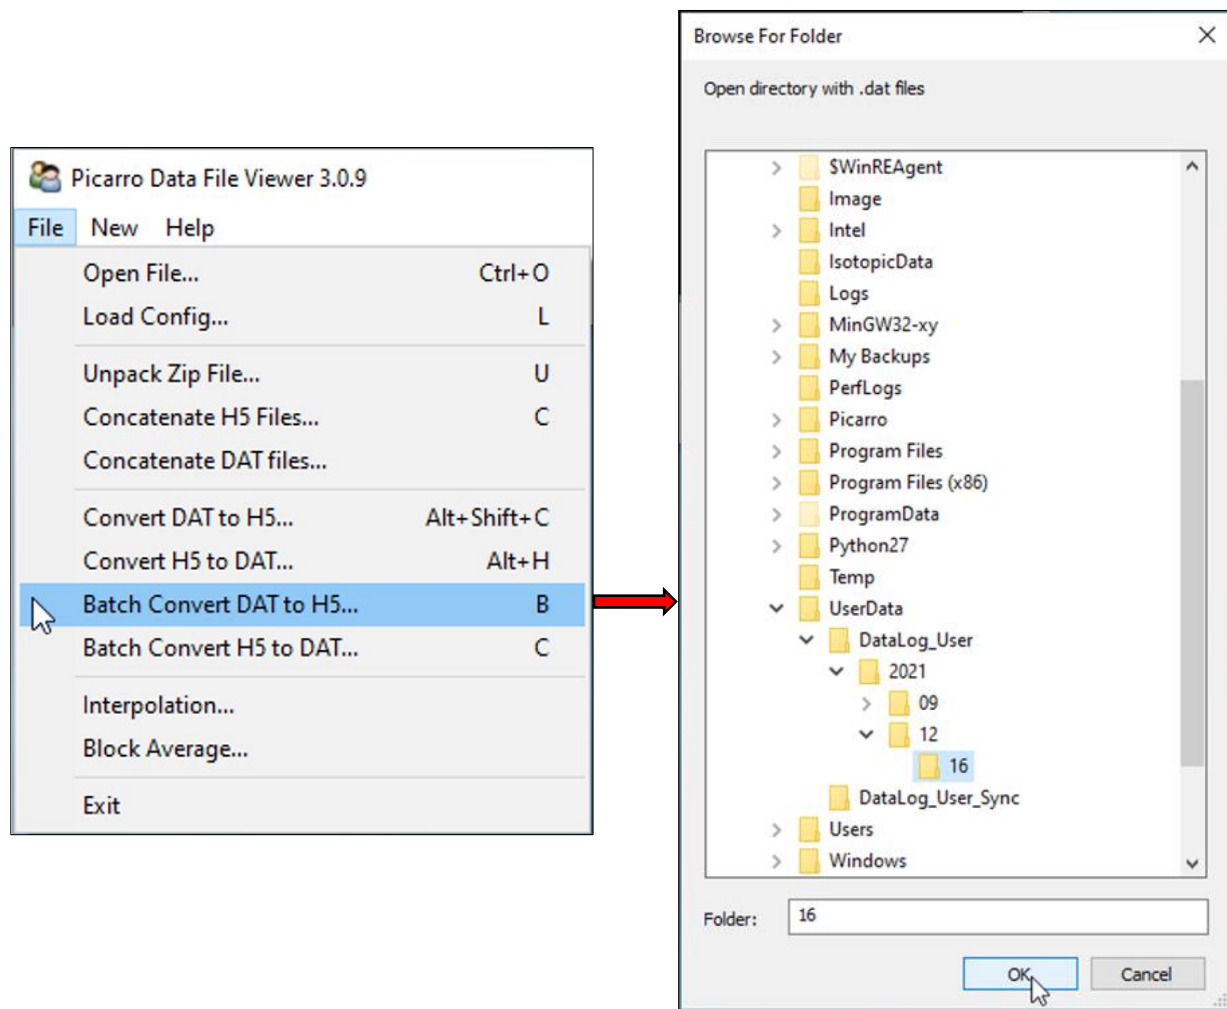 Picarro Data File Viewer 3.0.9
File New Help
Open File... Ctrl+O
Load Config... L
Unpack Zip File... U
Concatenate H5 Files... C
Concatenate DAT files...
Convert DAT to H5... Alt+Shift+C
Convert H5 to DAT... Alt+H
Batch Convert DAT to H5... B
Batch Convert H5 to DAT... C
Interpolation...
Block Average...
Exit
Browse For Folder
Open directory with .dat files
$WinREAgent
Image
Intel
IsotopicData
Logs
MinGW32-xy
My Backups
PerfLogs
Picarro
Program Files
Program Files (x86)
ProgramData
Python27
Temp
UserData
DataLog_User
2021
09
12
16
DataLog_User_Sync
Users
Windows
Folder: 16
OK Cancel